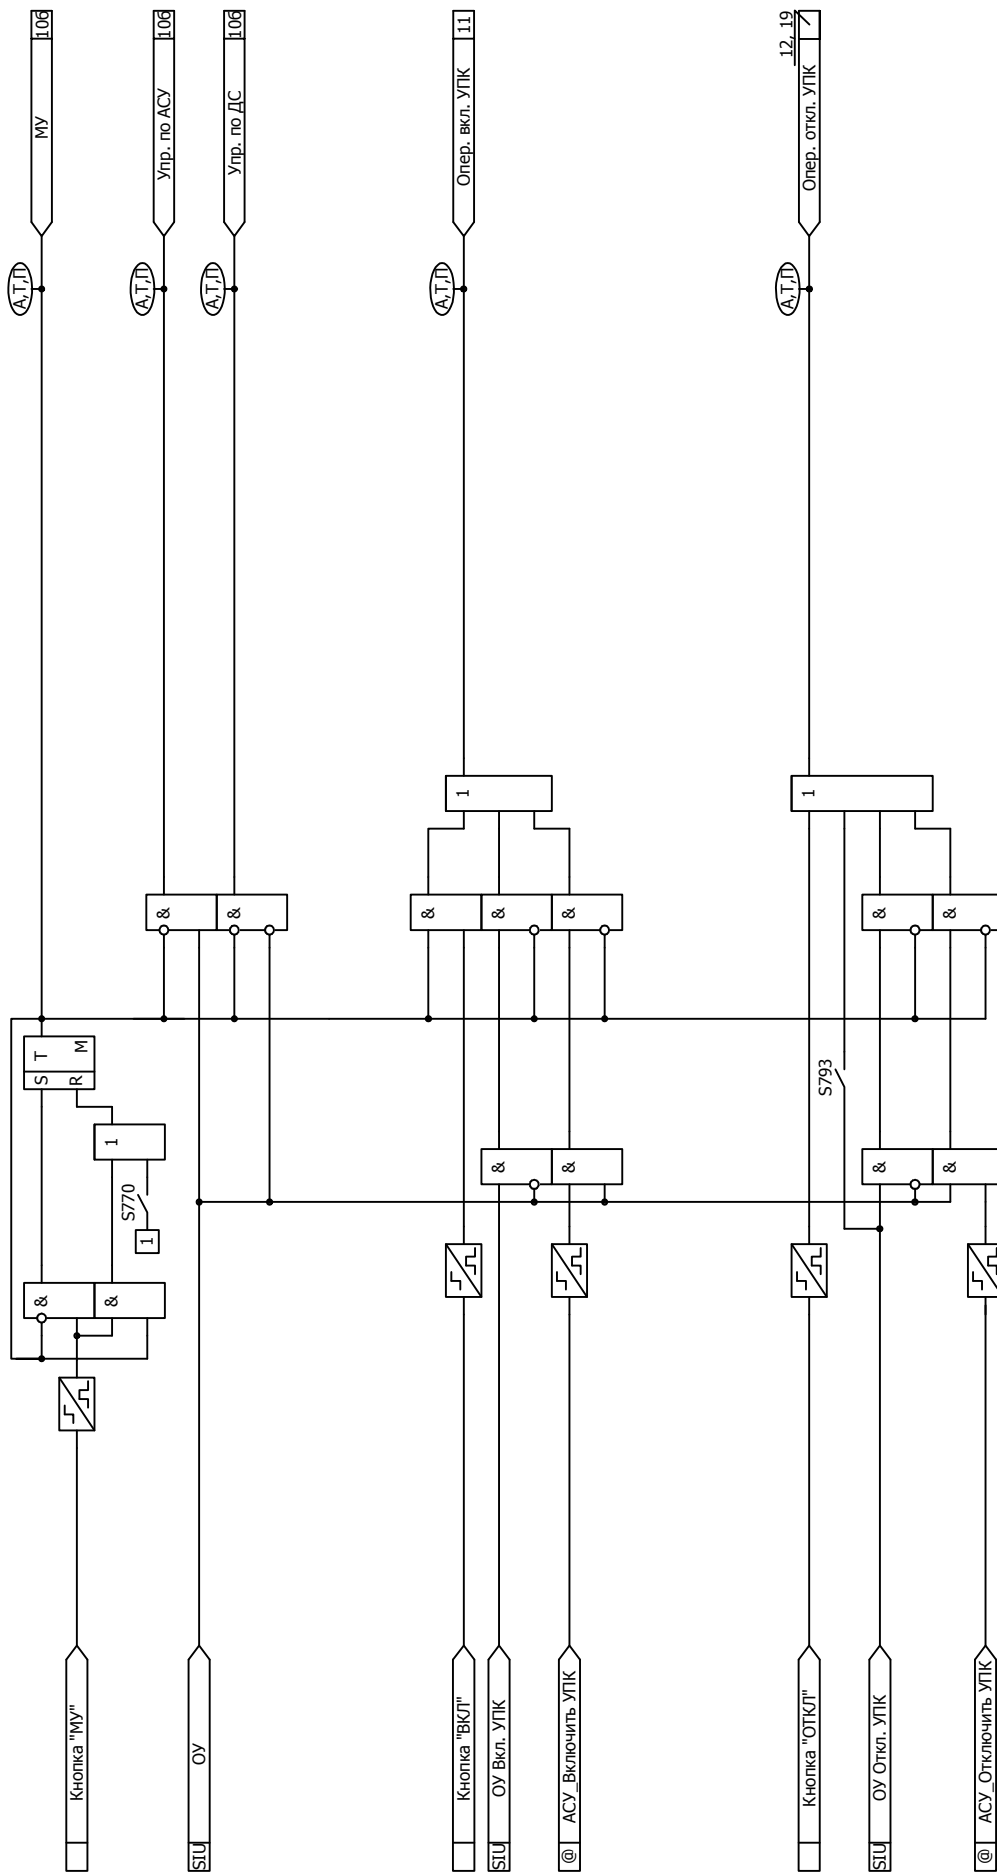 Кнопка "МУ"
&
&
1
S770
1
S T
R M
А,Т,П
МУ
106
SIU
ОУ
&
&
А,Т,П
Упр. по АСУ
106
А,Т,П
Упр. по ДС
106
Кнопка "ВКЛ"
SIU
ОУ Вкл. УПК
@
АСУ_Включить УПК
&
&
&
&
&
1
А,Т,П
Опер. вкл. УПК
11
Кнопка "ОТКЛ"
SIU
ОУ Откл. УПК
@
АСУ_Отключить УПК
&
&
S793
&
&
1
А,Т,П
Опер. откл. УПК
12, 19